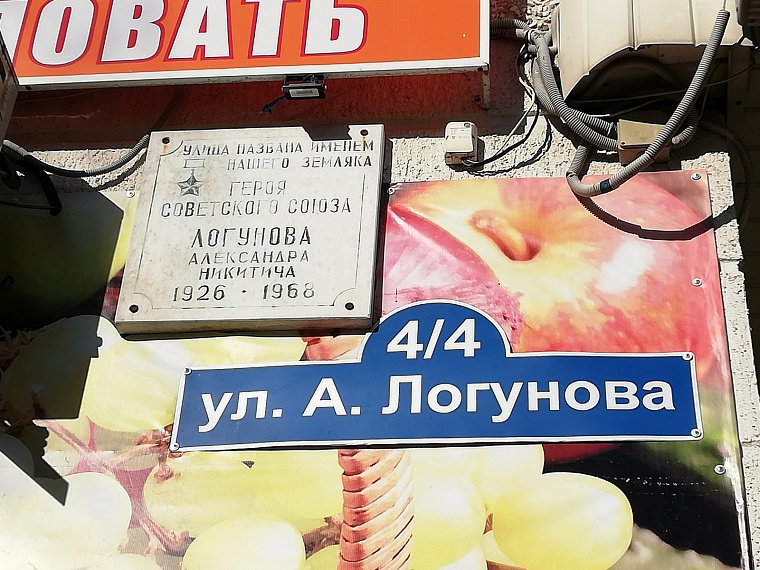 ОВАТЬ
УЛИЦА НАЗВАНА ИМЕНЕМ
НАШЕГО ЗЕМЛЯКА
ГЕРОЯ
СОВЕТСКОГО СОЮЗА
ЛОГУНОВА
АЛЕКСАНДРА
НИКИТИЧА
1926 · 1968
4/4
ул. А. Логунова